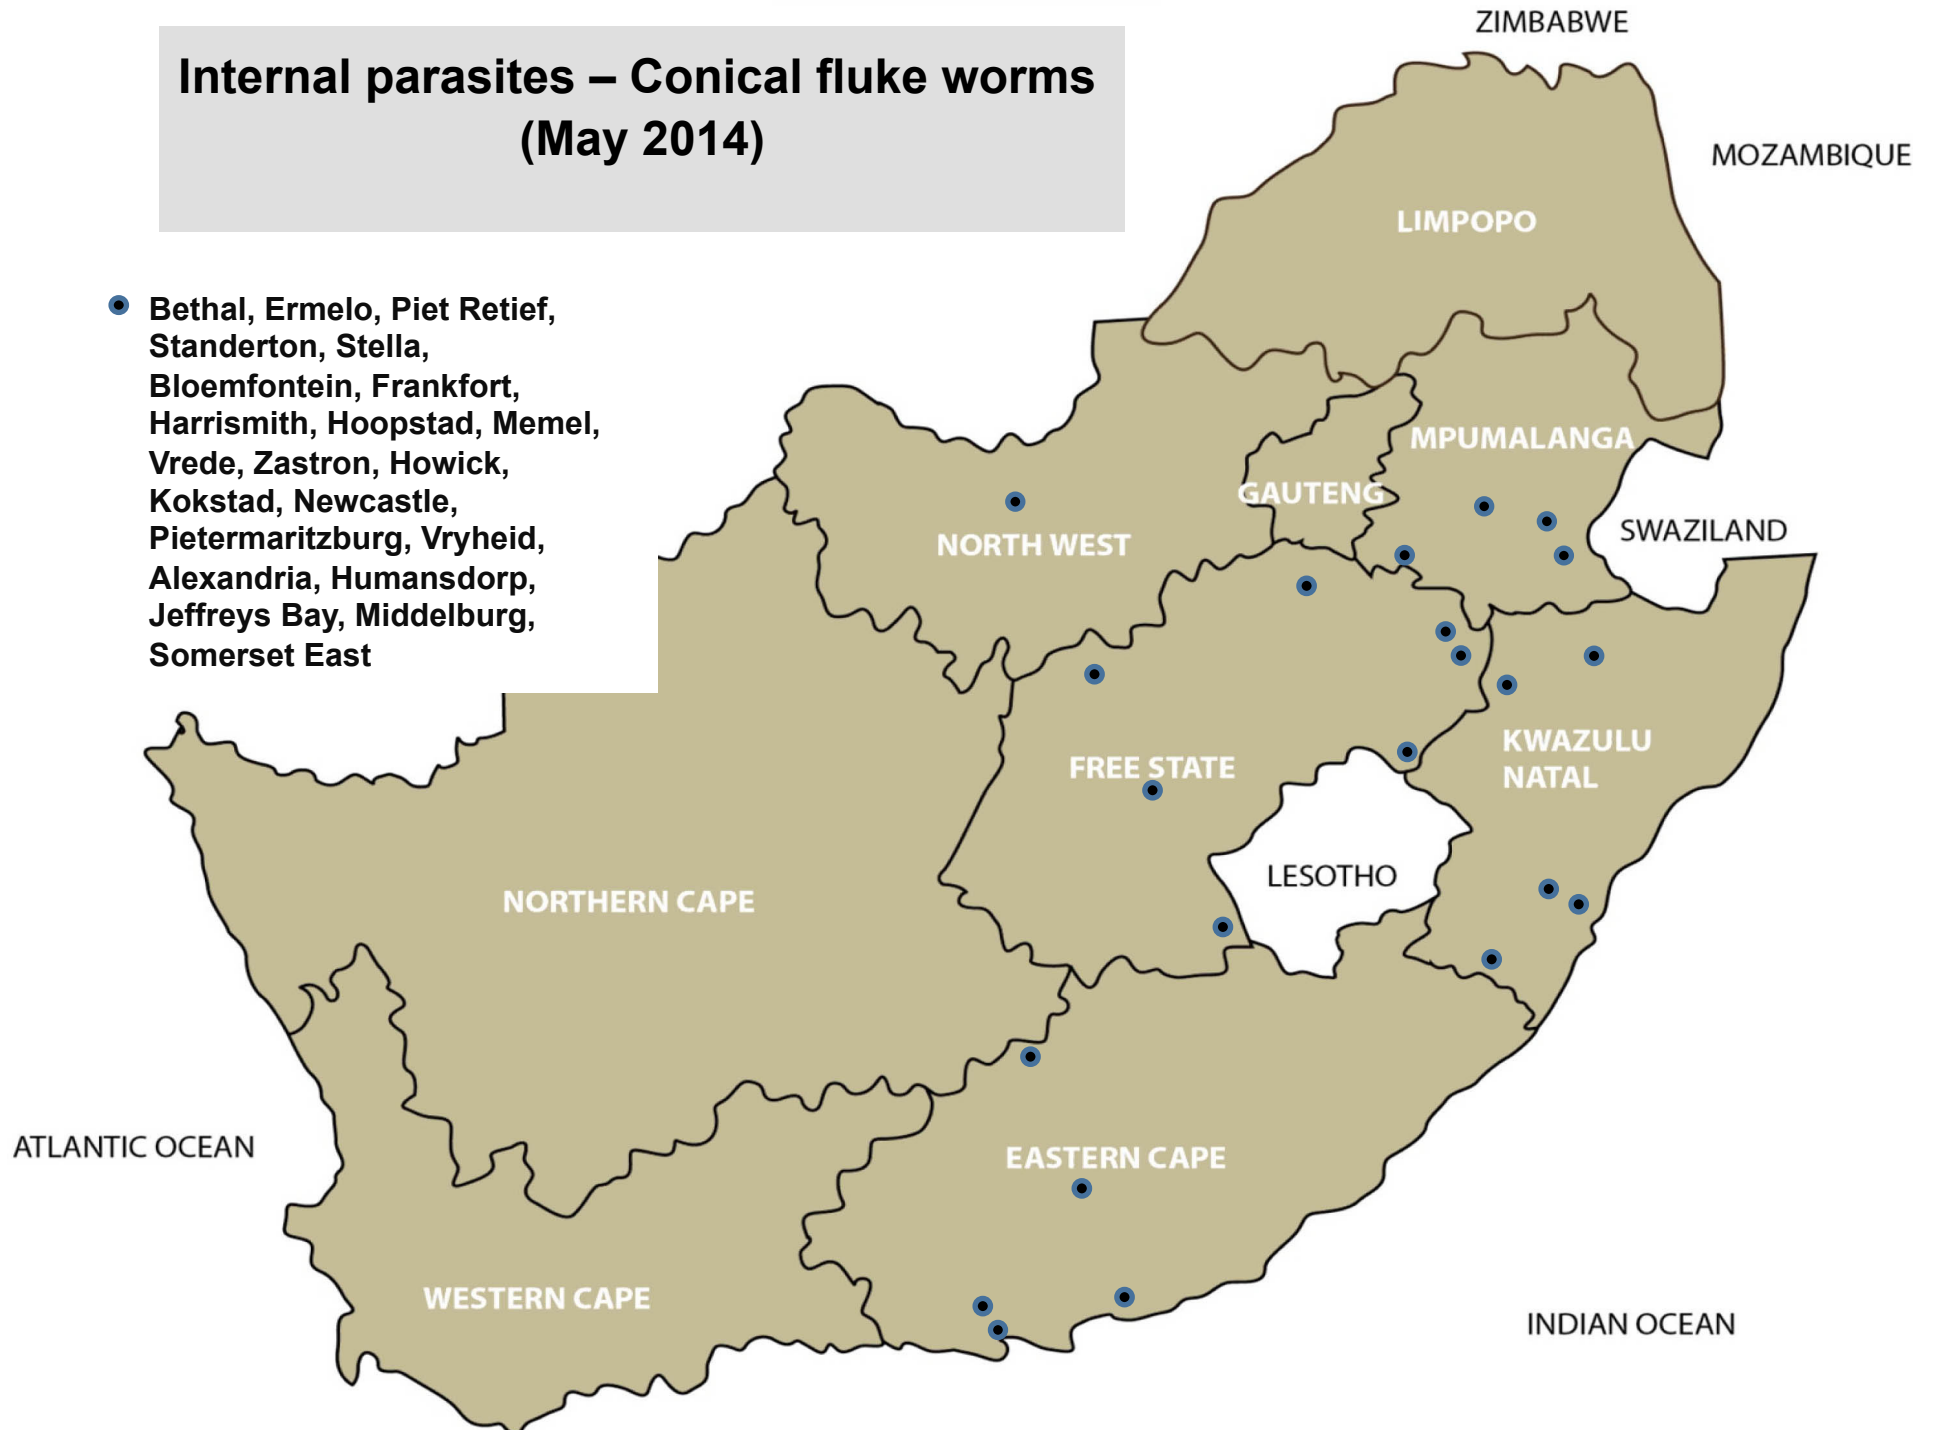 Internal parasites – Conical fluke worms
(May 2014)
Bethal, Ermelo, Piet Retief,
Standerton, Stella,
Bloemfontein, Frankfort,
Harrismith, Hoopstad, Memel,
Vrede, Zastron, Howick,
Kokstad, Newcastle,
Pietermaritzburg, Vryheid,
Alexandria, Humansdorp,
Jeffreys Bay, Middelburg,
Somerset East
ZIMBABWE
MOZAMBIQUE
LIMPOPO
MPUMALANGA
GAUTENG
SWAZILAND
NORTH WEST
KWAZULU
NATAL
FREE STATE
LESOTHO
NORTHERN CAPE
ATLANTIC OCEAN
EASTERN CAPE
WESTERN CAPE
INDIAN OCEAN